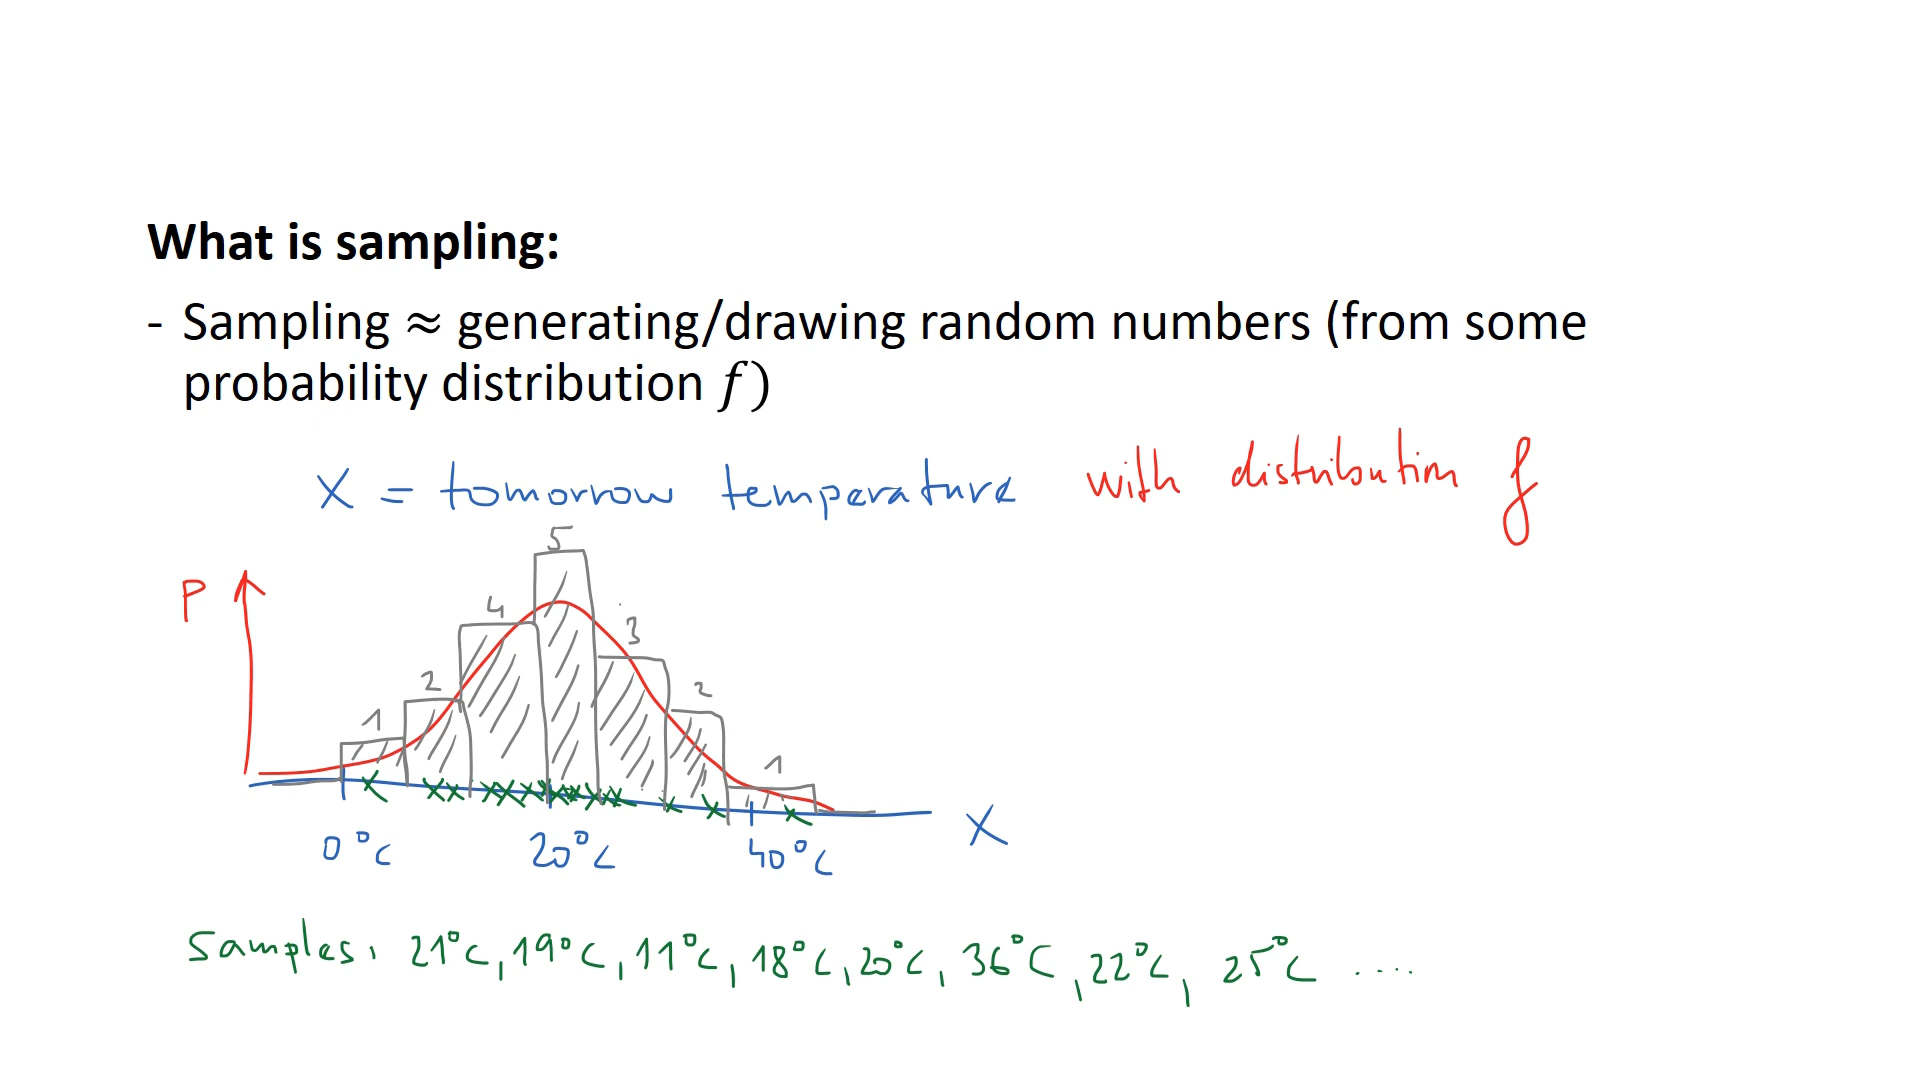 What is sampling:
- Sampling ≈ generating/drawing random numbers (from some
probability distribution f)
X = tomorrow temperature with distribution f
5
4
3
2
2
1
1
P
X
0°C 20°C 40°C
Samples: 21°C, 19°C, 11°C, 18°C, 20°C, 36°C, 22°C, 25°C ....